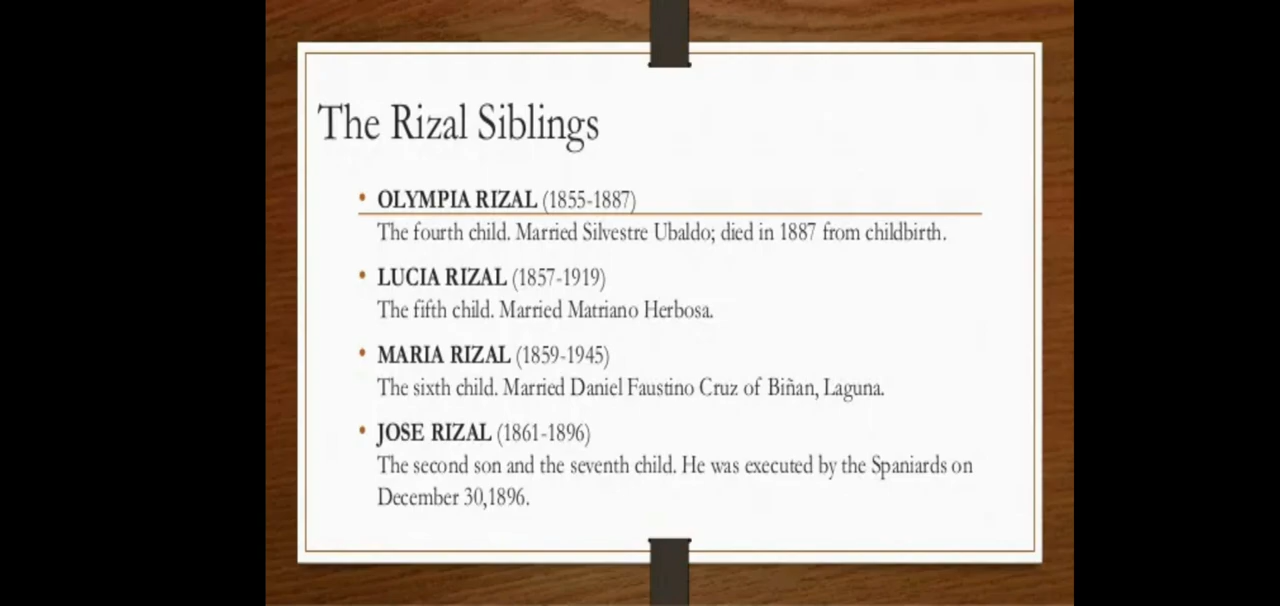 The Rizal Siblings
• OLYMPIA RIZAL (1855-1887)
The fourth child. Married Silvestre Ubaldo; died in 1887 from childbirth.
• LUCIA RIZAL (1857-1919)
The fifth child. Married Matriano Herbosa.
• MARIA RIZAL (1859-1945)
The sixth child. Married Daniel Faustino Cruz of Biñan, Laguna.
• JOSE RIZAL (1861-1896)
The second son and the seventh child. He was executed by the Spaniards on
December 30,1896.